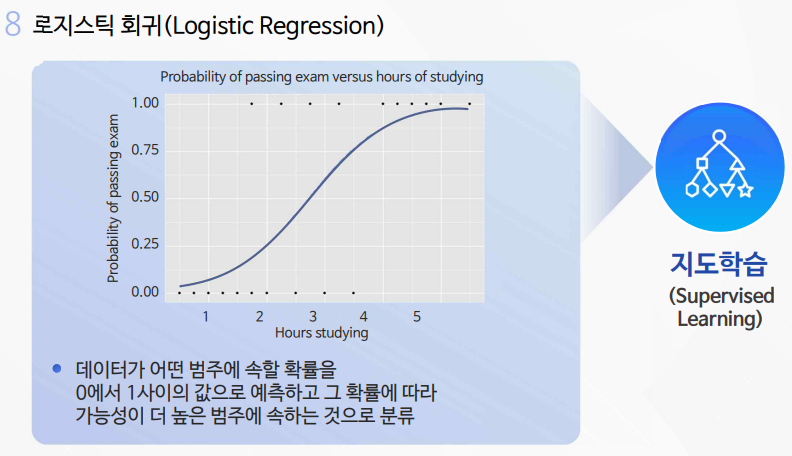 8 로지스틱 회귀(Logistic Regression)
Probability of passing exam versus hours of studying
Probability of passing exam
1.00
0.75
0.50
0.25
0.00
1 2 3 4 5
Hours studying
데이터가 어떤 범주에 속할 확률을
0에서 1사이의 값으로 예측하고 그 확률에 따라
가능성이 더 높은 범주에 속하는 것으로 분류
지도학습
(Supervised
Learning)